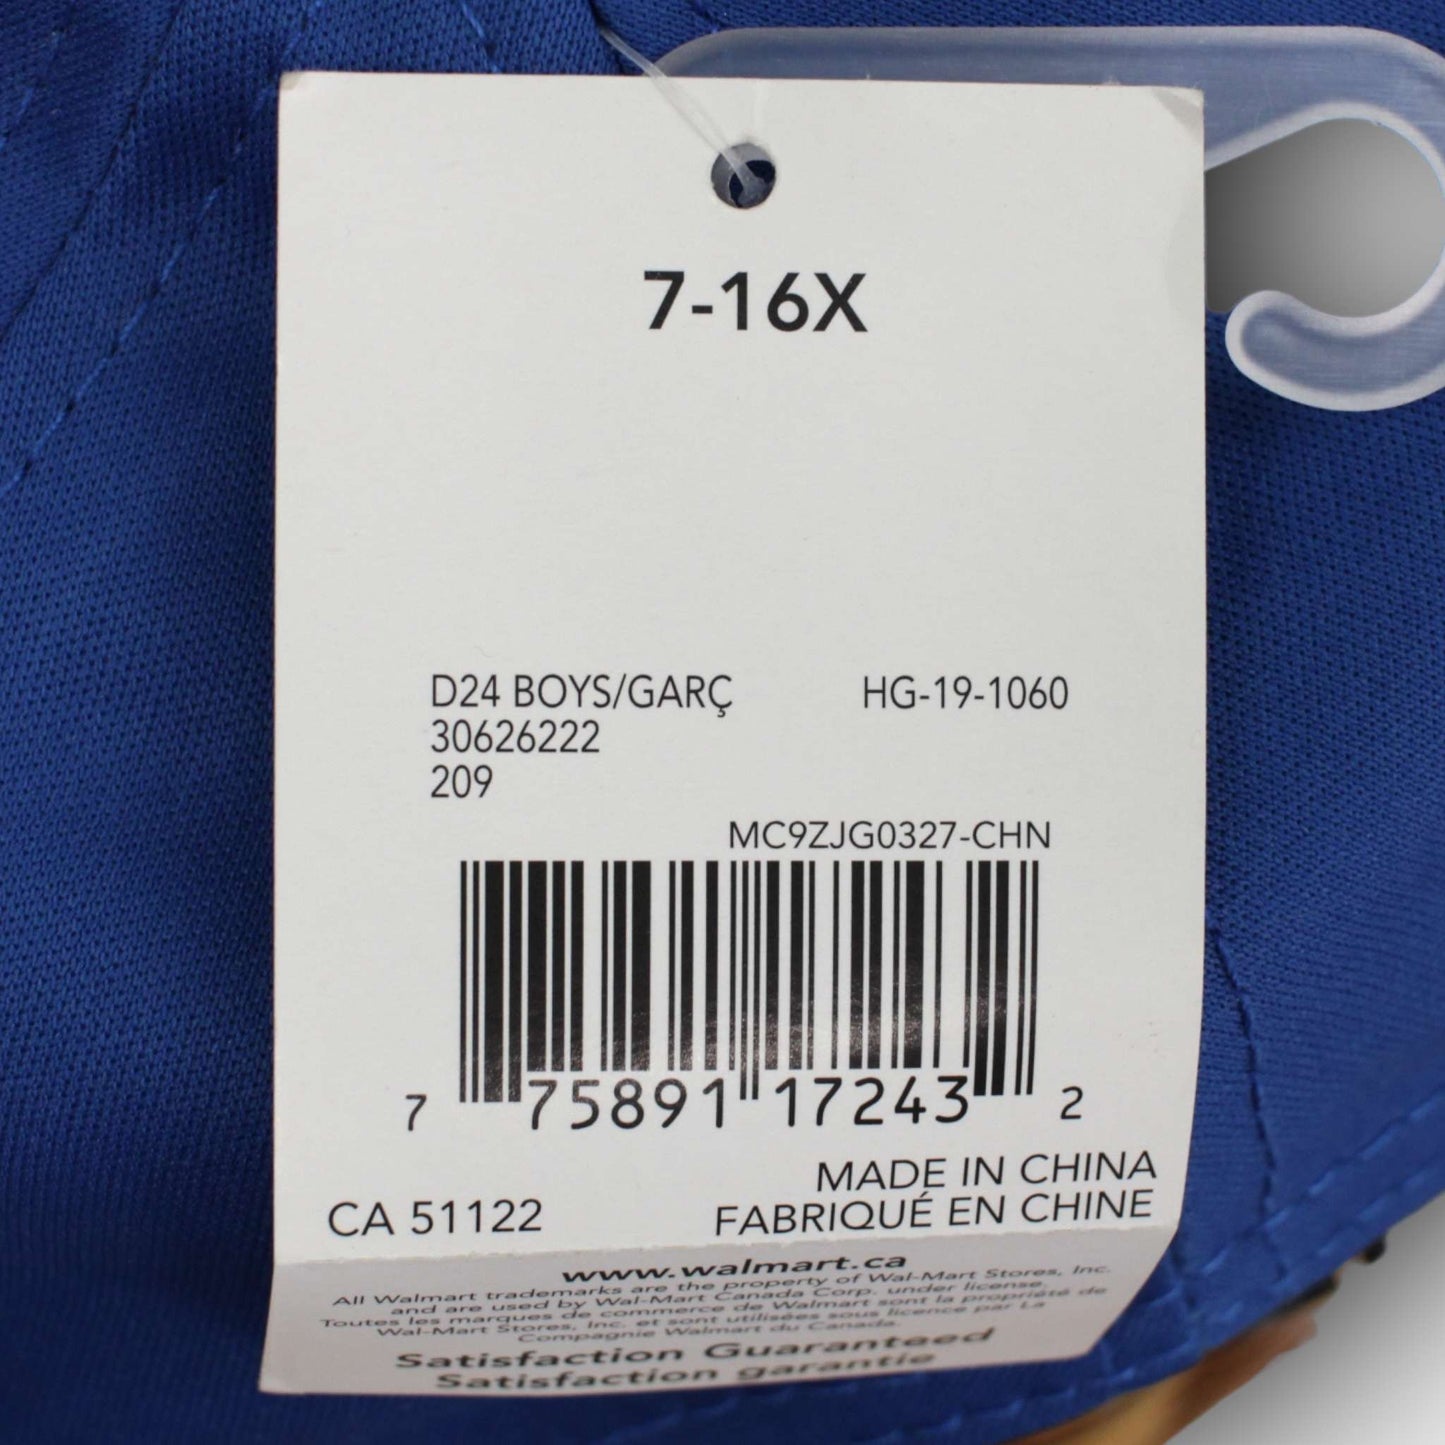 7-16X
D24 BOYS/GARÇ HG-19-1060
30626222
209
MC9ZJG0327-CHN
7 75891 17243 2
MADE IN CHINA
CA 51122 FABRIQUÉ EN CHINE
www.walmart.ca
All Walmart trademarks are the property of Wal-Mart Stores, Inc.
and are used by Wal-Mart Canada Corp. under license.
Toutes les marques de commerce de Walmart sont la propriété de
Wal-Mart Stores, Inc. et sont utilisées sous licence par La
Compagnie Walmart du Canada.
Satisfaction Guaranteed
Satisfaction garantie